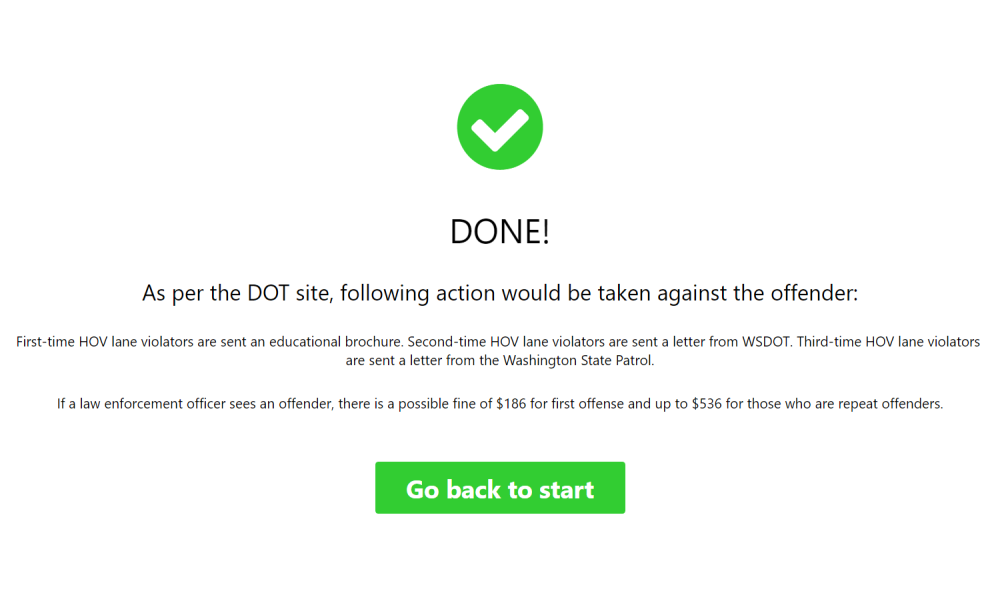 DONE!
As per the DOT site, following action would be taken against the offender:
First-time HOV lane violators are sent an educational brochure. Second-time HOV lane violators are sent a letter from WSDOT. Third-time HOV lane violators
are sent a letter from the Washington State Patrol.
If a law enforcement officer sees an offender, there is a possible fine of $186 for first offense and up to $536 for those who are repeat offenders.
Go back to start